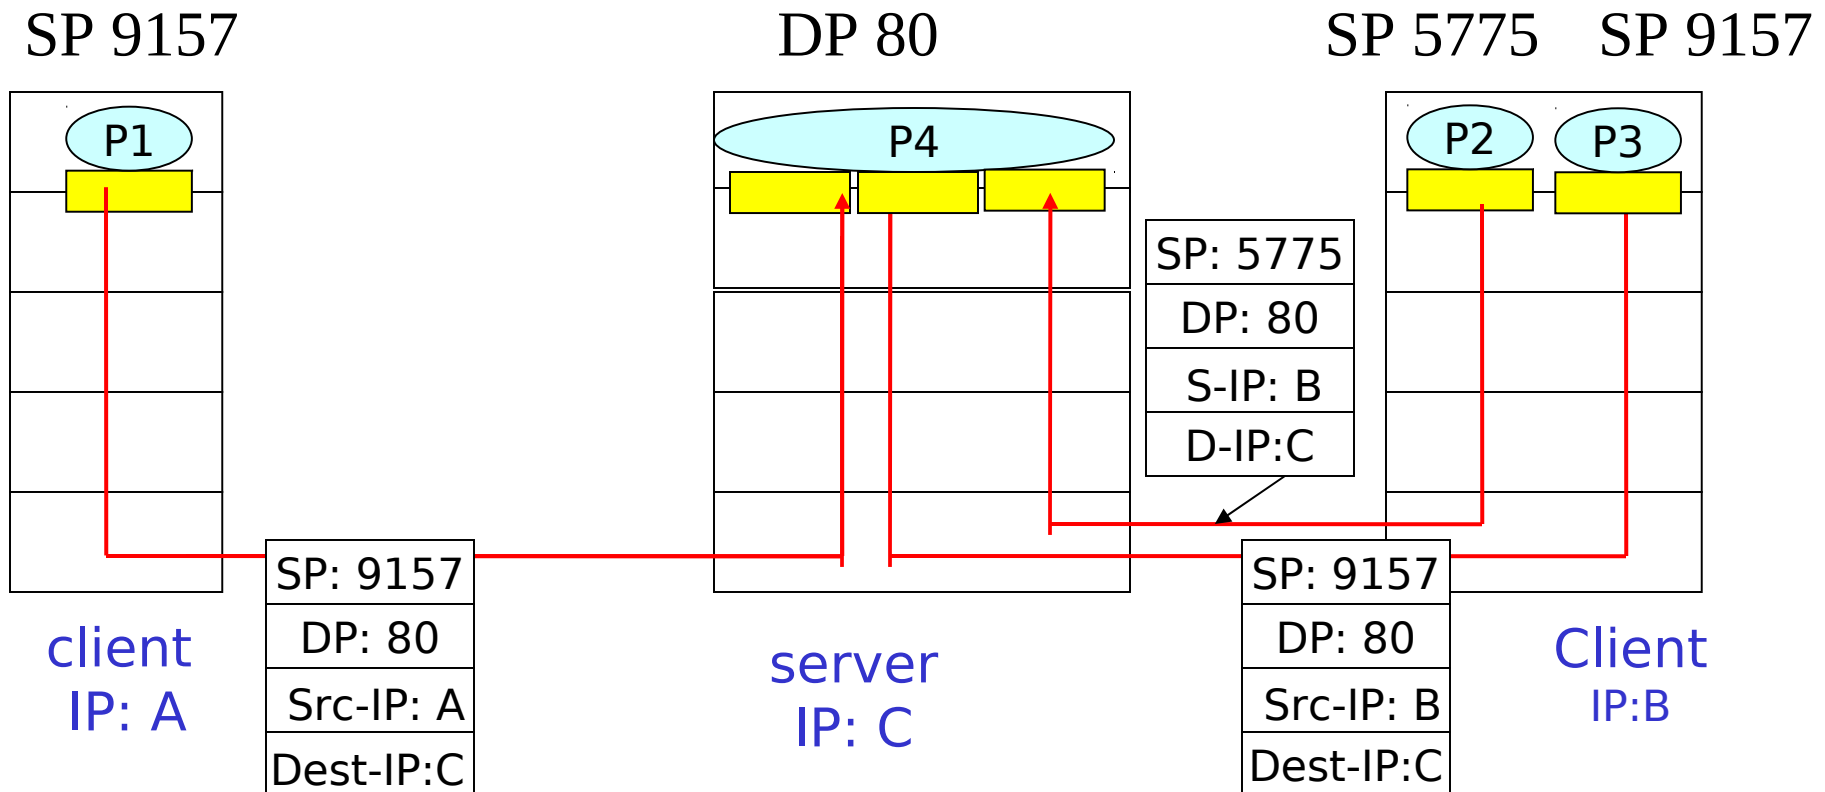 SP 9157
DP 80
SP 5775
SP 9157
P1
P4
P2
P3
SP: 5775
DP: 80
S-IP: B
D-IP:C
SP: 9157
DP: 80
Src-IP: A
Dest-IP:C
SP: 9157
DP: 80
Src-IP: B
Dest-IP:C
client
IP: A
server
IP: C
Client
IP:B